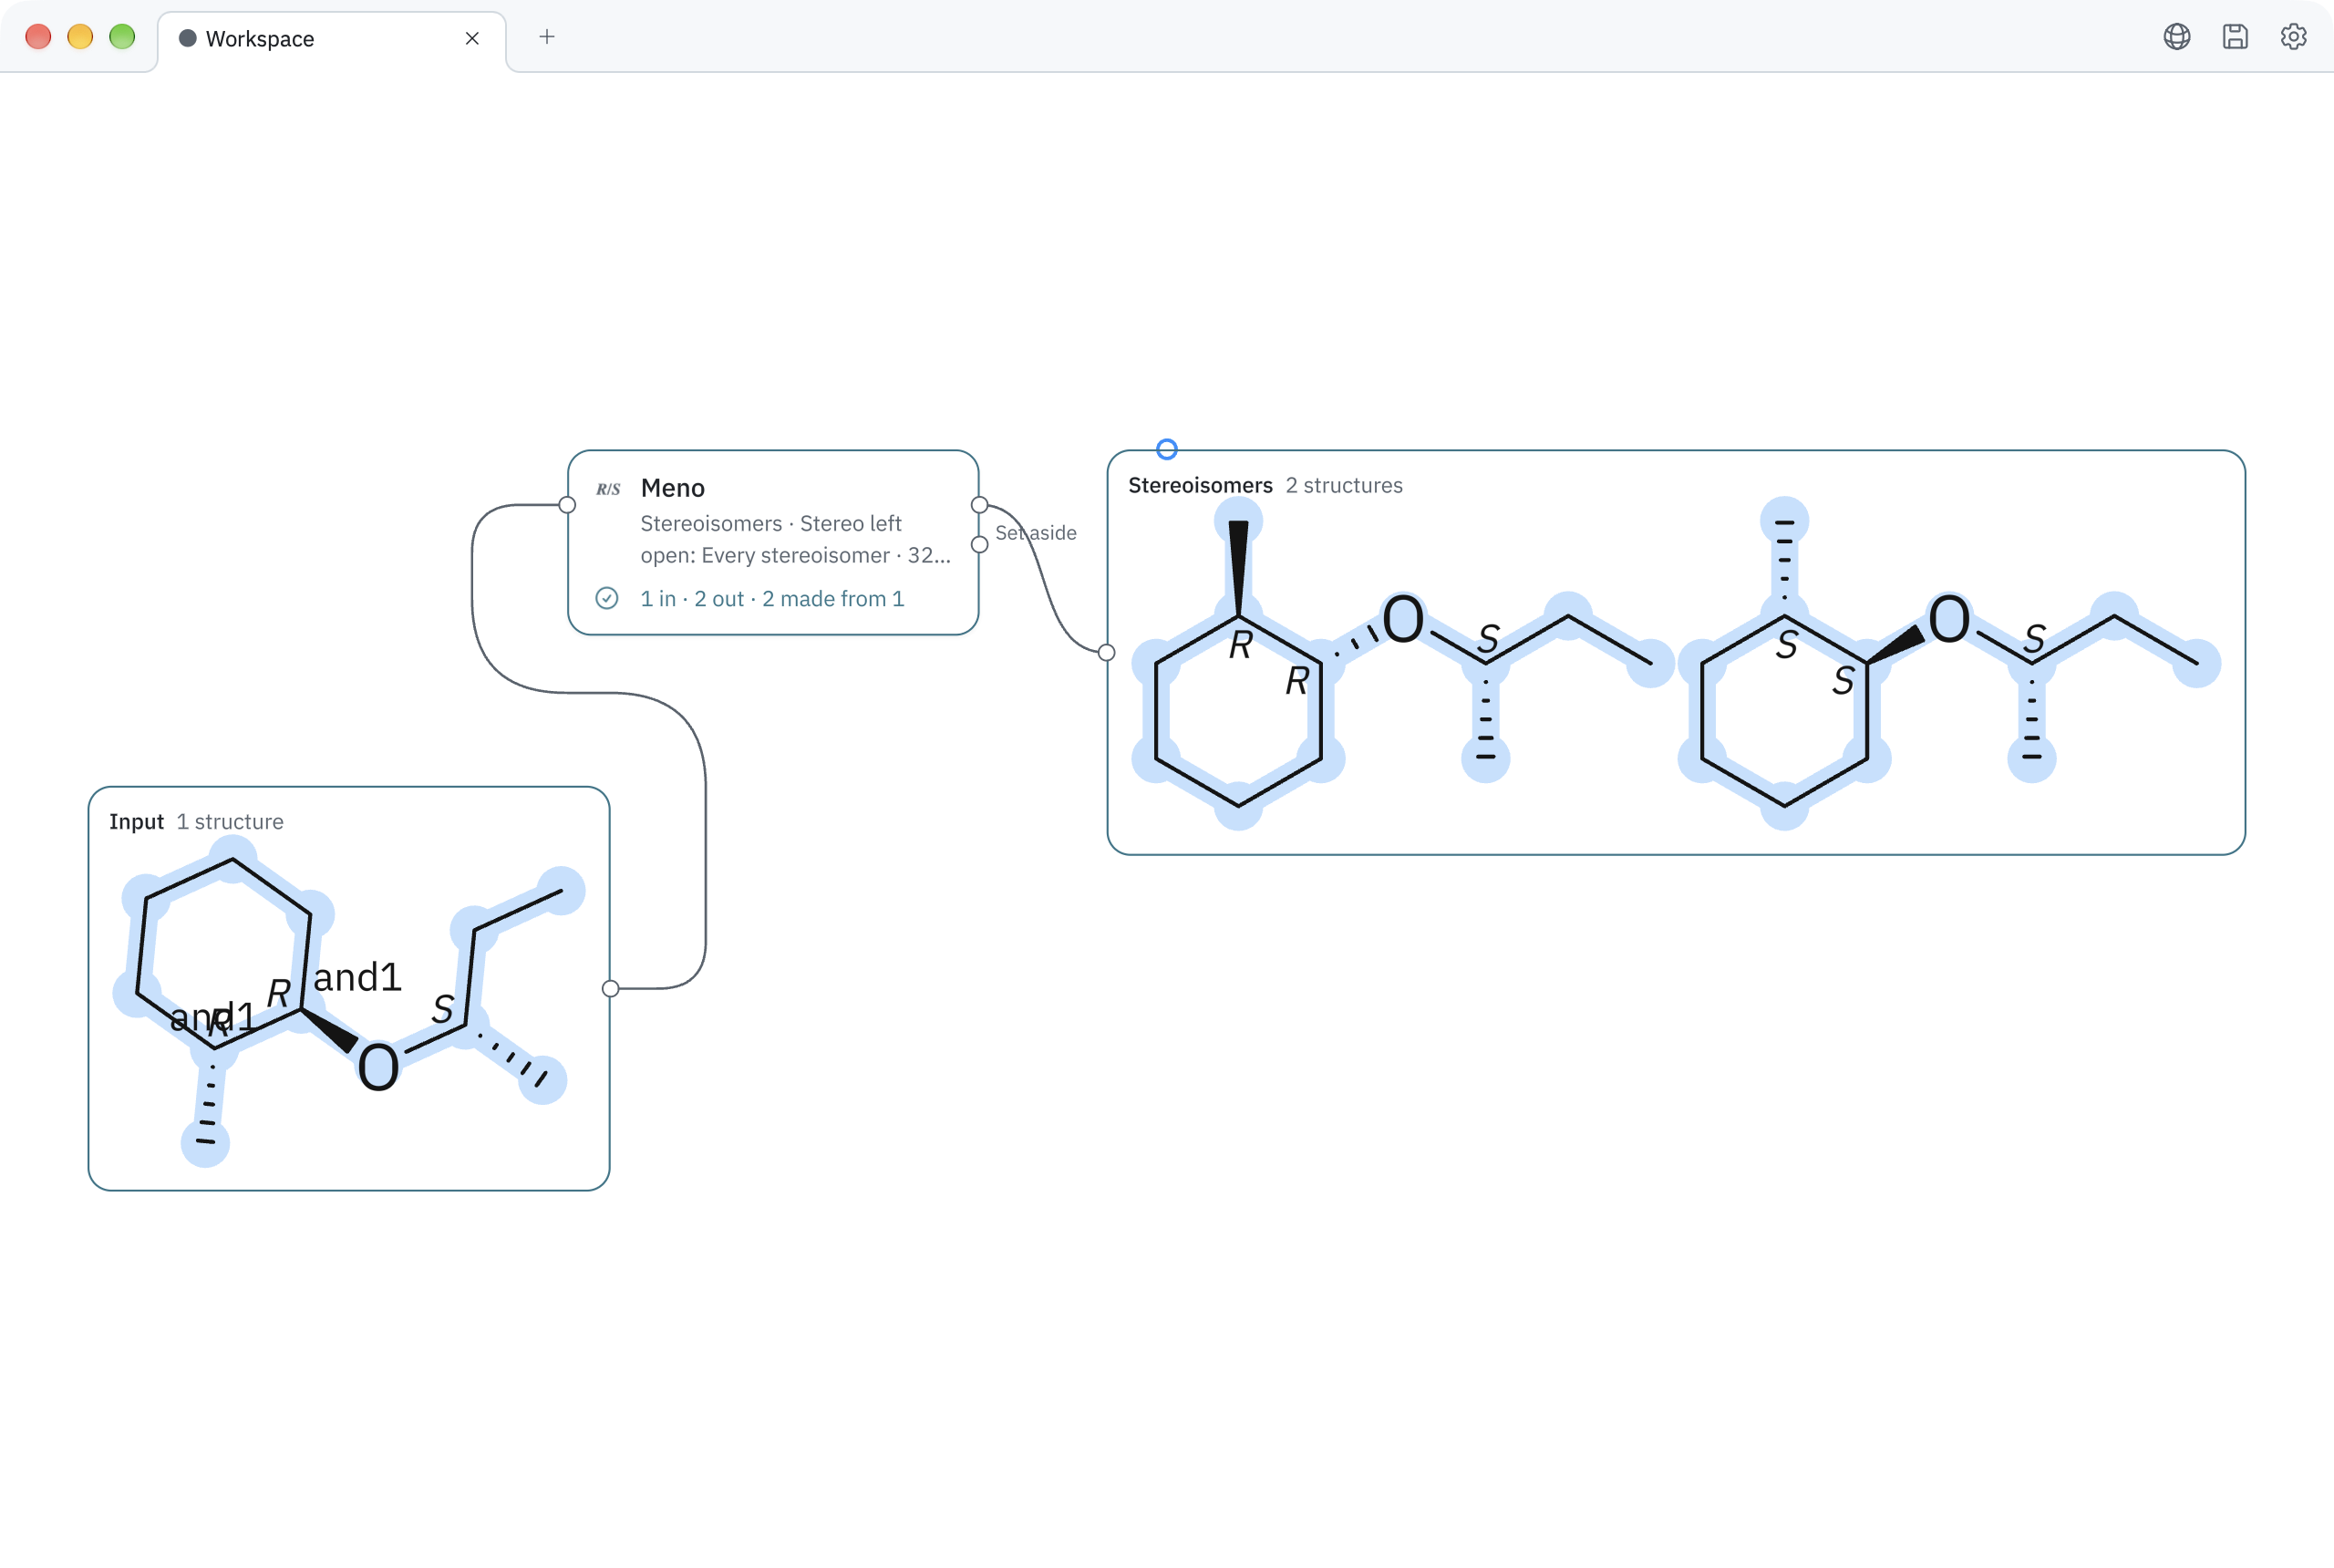 Workspace
R/S
Meno
Stereoisomers · Stereo left
open: Every stereoisomer · 32…
1 in · 2 out · 2 made from 1
Set aside
Stereoisomers 2 structures
R
R
O
S
S
S
O
S
Input 1 structure
and1
R
and1
R
S
O